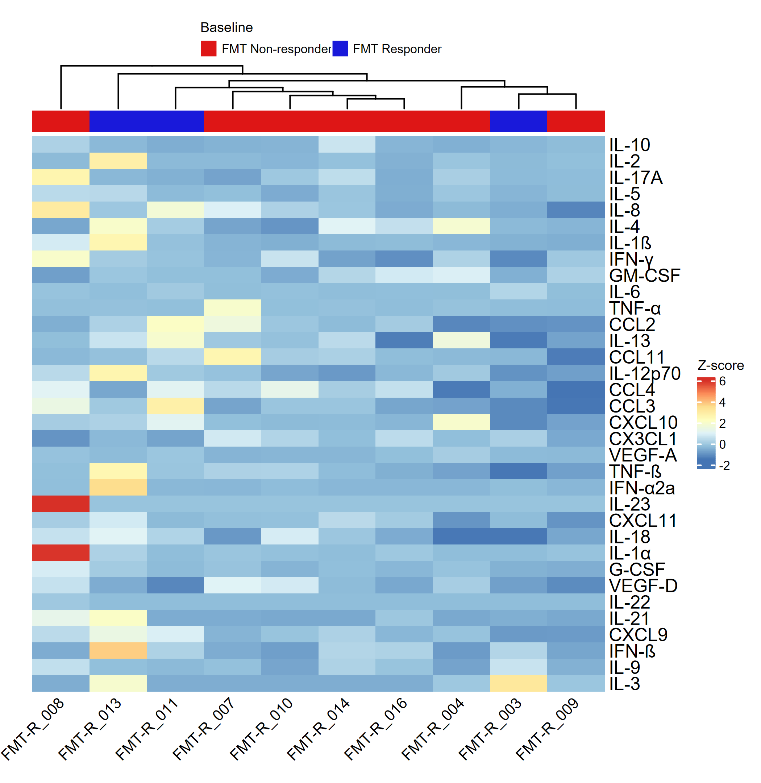 Baseline
FMT Non-responder FMT Responder
IL-10
IL-2
IL-17A
IL-5
IL-8
IL-4
IL-1ß
IFN-γ
GM-CSF
IL-6
TNF-α
CCL2
IL-13
CCL11
IL-12p70
CCL4
CCL3
CXCL10
CX3CL1
VEGF-A
TNF-ß
IFN-α2a
IL-23
CXCL11
IL-18
IL-1α
G-CSF
VEGF-D
IL-22
IL-21
CXCL9
IFN-ß
IL-9
IL-3
Z-score
6
4
2
0
-2
FMT-R_008
FMT-R_013
FMT-R_011
FMT-R_007
FMT-R_010
FMT-R_014
FMT-R_016
FMT-R_004
FMT-R_003
FMT-R_009